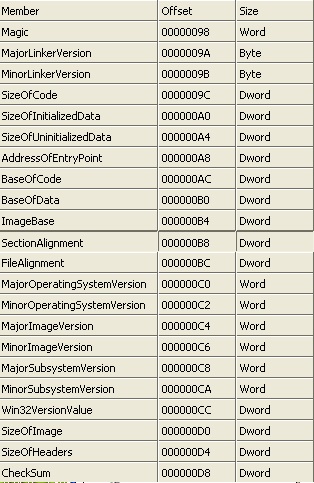 Member Offset Size
Magic 00000098 Word
MajorLinkerVersion 0000009A Byte
MinorLinkerVersion 0000009B Byte
SizeOfCode 0000009C Dword
SizeOfInitializedData 000000A0 Dword
SizeOfUninitializedData 000000A4 Dword
AddressOfEntryPoint 000000A8 Dword
BaseOfCode 000000AC Dword
BaseOfData 000000B0 Dword
ImageBase 000000B4 Dword
SectionAlignment 000000B8 Dword
FileAlignment 000000BC Dword
MajorOperatingSystemVersion 000000C0 Word
MinorOperatingSystemVersion 000000C2 Word
MajorImageVersion 000000C4 Word
MinorImageVersion 000000C6 Word
MajorSubsystemVersion 000000C8 Word
MinorSubsystemVersion 000000CA Word
Win32VersionValue 000000CC Dword
SizeOfImage 000000D0 Dword
SizeOfHeaders 000000D4 Dword
CheckSum 000000D8 Dword